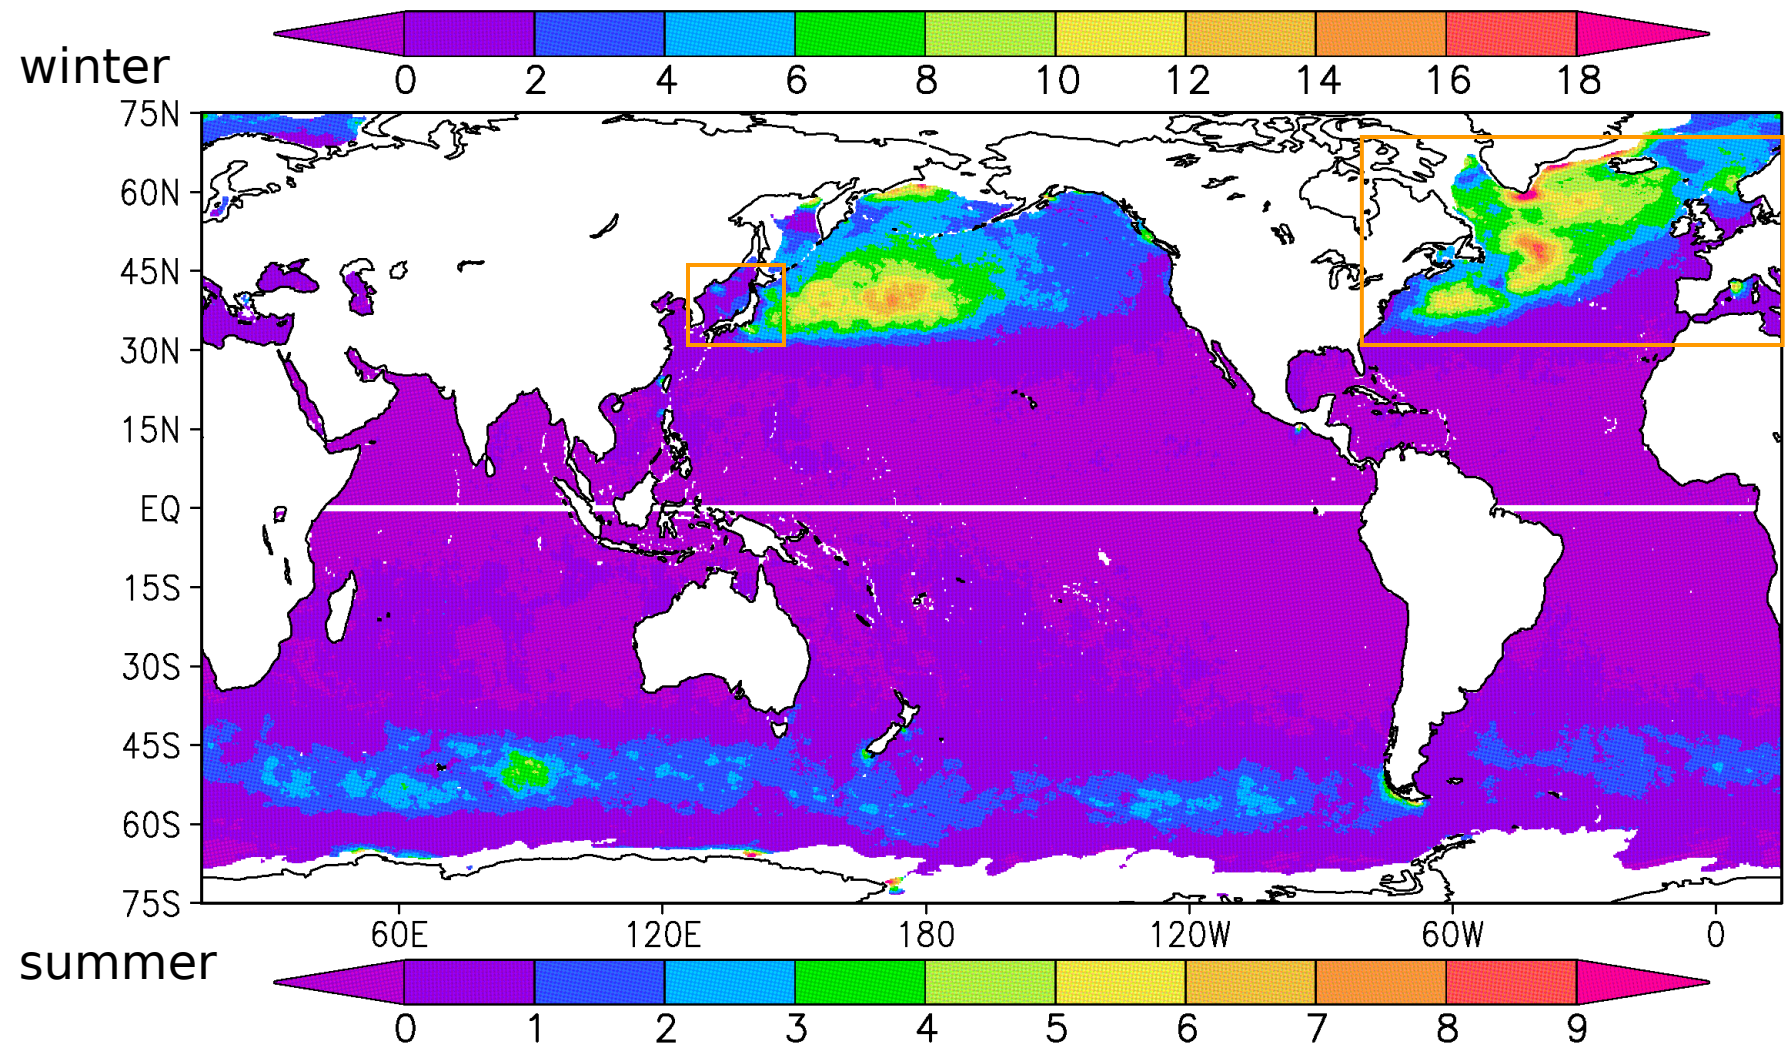 winter
0 2 4 6 8 10 12 14 16 18
75N
60N
45N
30N
15N
EQ
15S
30S
45S
60S
75S
60E 120E 180 120W 60W 0
summer
0 1 2 3 4 5 6 7 8 9